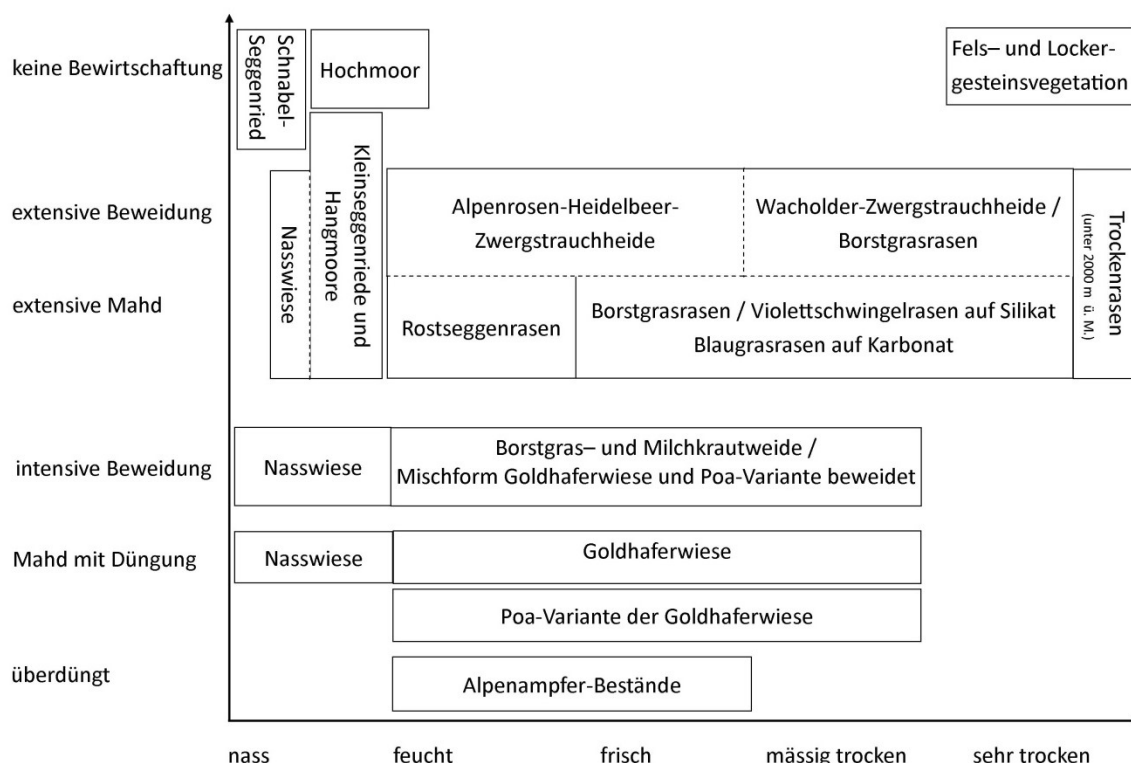 keine Bewirtschaftung
Schnabel-
Seggenried
Hochmoor
Fels– und Locker-
gesteinsvegetation
extensive Beweidung
Nasswiese
Kleinseggenriede und
Hangmoore
Alpenrosen-Heidelbeer-
Zwergstrauchheide
Wacholder-Zwergstrauchheide /
Borstgrasrasen
Trockenrasen
(unter 2000 m ü. M.)
extensive Mahd
Rostseggenrasen
Borstgrasrasen / Violettschwingelrasen auf Silikat
Blaugrasrasen auf Karbonat
intensive Beweidung
Nasswiese
Borstgras– und Milchkrautweide /
Mischform Goldhaferwiese und Poa-Variante beweidet
Mahd mit Düngung
Nasswiese
Goldhaferwiese
Poa-Variante der Goldhaferwiese
überdüngt
Alpenampfer-Bestände
nass
feucht
frisch
mässig trocken
sehr trocken